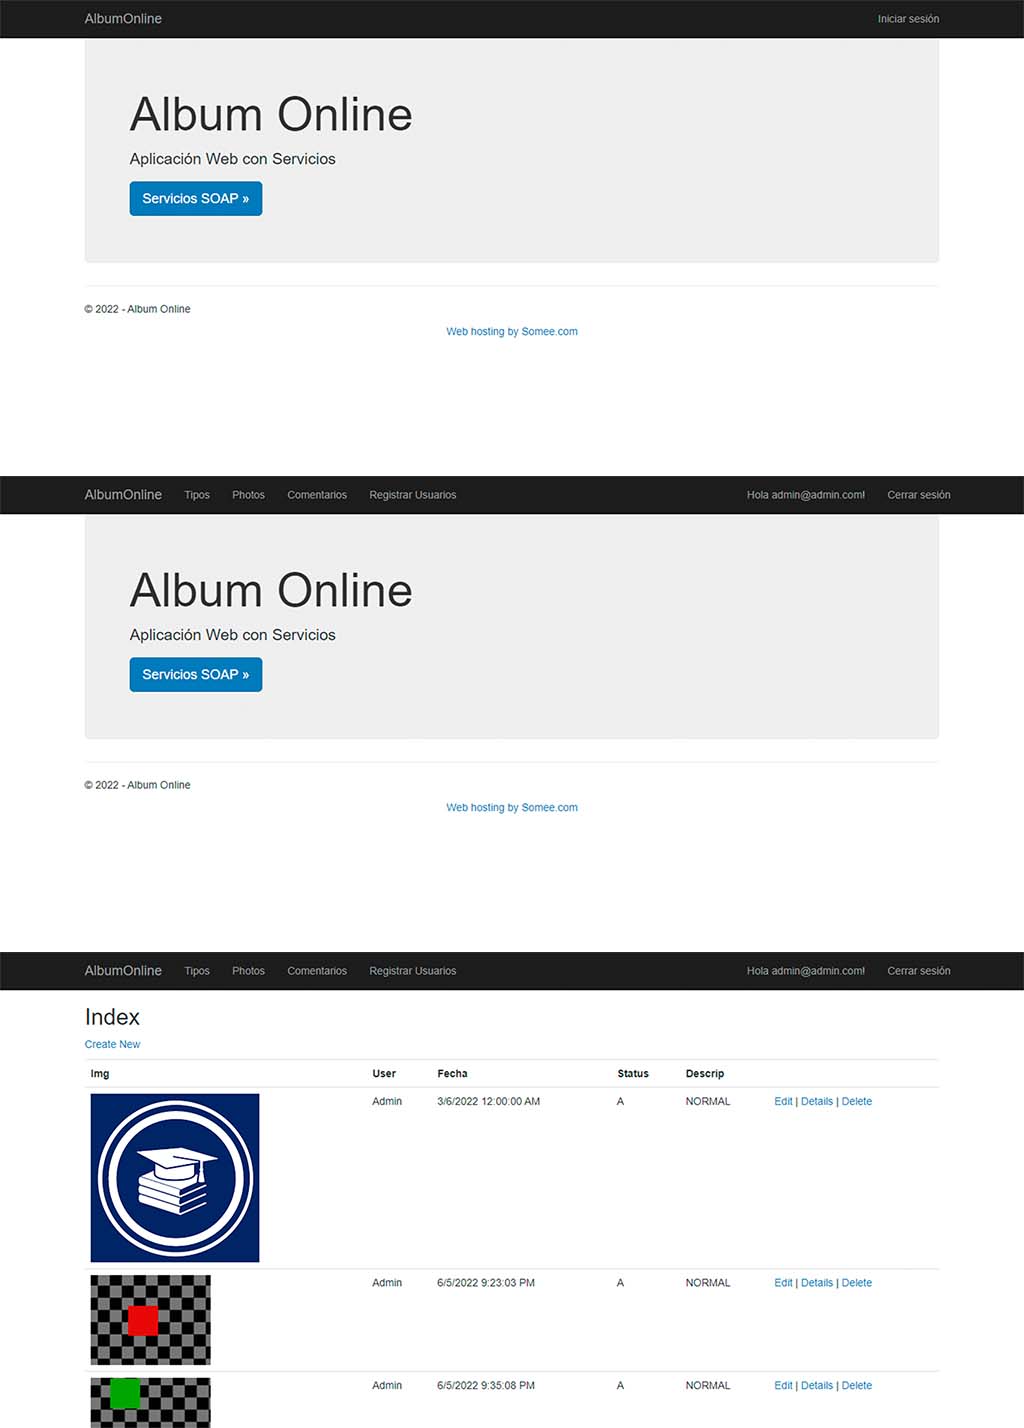 AlbumOnline Iniciar sesión
Album Online
Aplicación Web con Servicios
Servicios SOAP »
© 2022 - Album Online
Web hosting by Somee.com
AlbumOnline Tipos Photos Comentarios Registrar Usuarios Hola admin@admin.com! Cerrar sesión
Album Online
Aplicación Web con Servicios
Servicios SOAP »
© 2022 - Album Online
Web hosting by Somee.com
AlbumOnline Tipos Photos Comentarios Registrar Usuarios Hola admin@admin.com! Cerrar sesión
Index
Create New
Img User Fecha Status Descrip
Admin 3/6/2022 12:00:00 AM A NORMAL Edit | Details | Delete
Admin 6/5/2022 9:23:03 PM A NORMAL Edit | Details | Delete
Admin 6/5/2022 9:35:08 PM A NORMAL Edit | Details | Delete